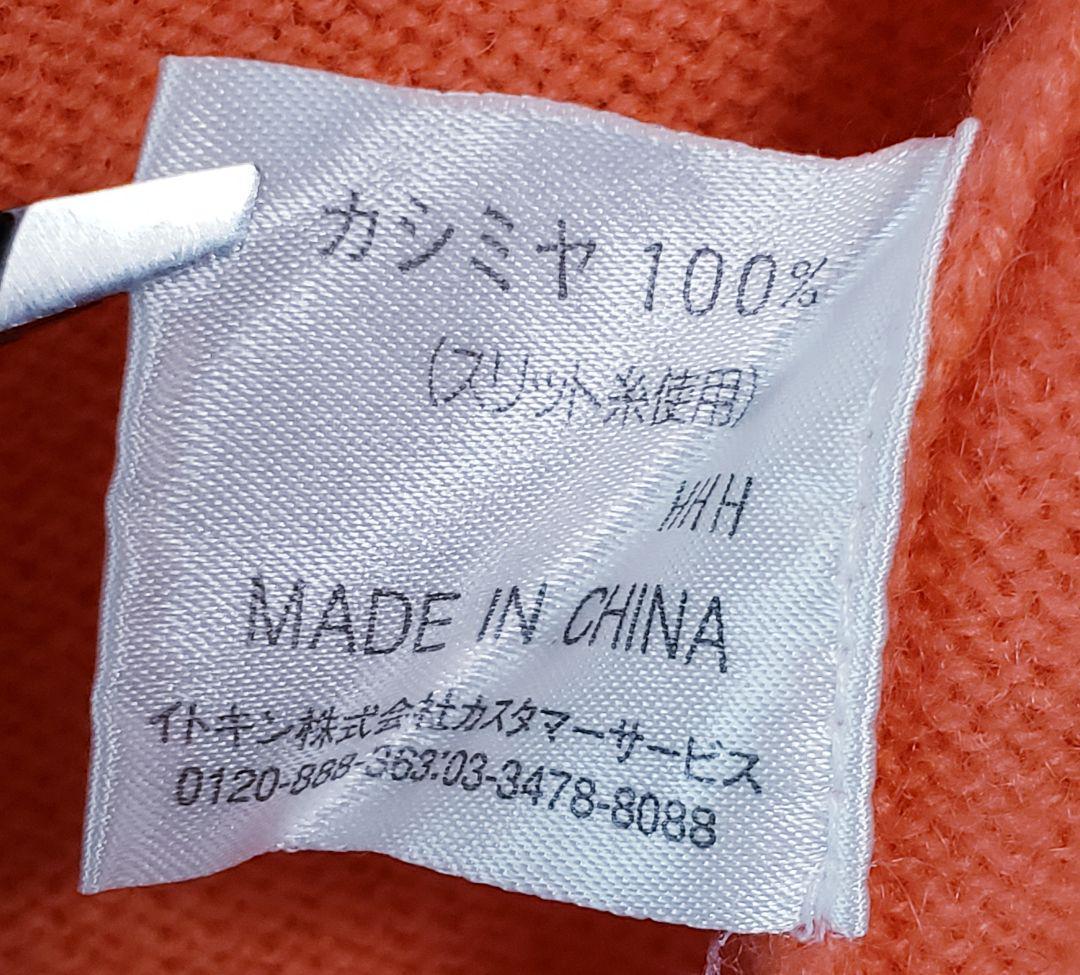 カシミヤ 100%
(スリット糸使用)
HHH
MADE IN CHINA
イトキン株式会社カスタマーサービス
0120-888-363:03-3478-8088